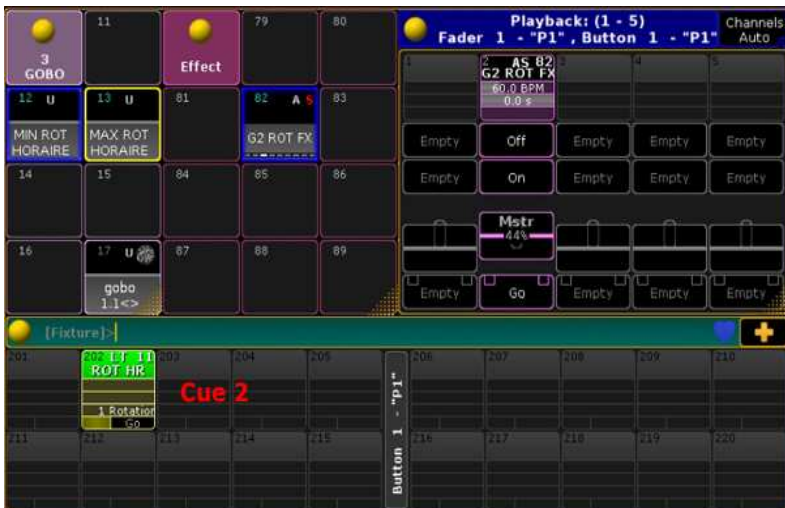 3
GOBO
11
Effect
79
80
12 U
MIN ROT
HORAIRE
13 U
MAX ROT
HORAIRE
81
82 A S
G2 ROT FX
83
14
15
84
85
86
16
17 U
gobo
1.1<>
87
88
89
Playback: (1 - 5)
Fader 1 - "P1" , Button 1 - "P1"
Channels
Auto
1
2 AS 82
G2 ROT FX
60.0 BPM
0.0 s
3
4
5
Empty
Off
Empty
Empty
Empty
Empty
On
Empty
Empty
Empty
Mstr
44%
Empty
Go
Empty
Empty
Empty
[Fixture]>
201
202 LT 11
ROT HR
1 Rotation
Go
203
204
205
Cue 2
Button 1 - "P1"
206
207
208
209
210
211
212
213
214
215
216
217
218
219
220